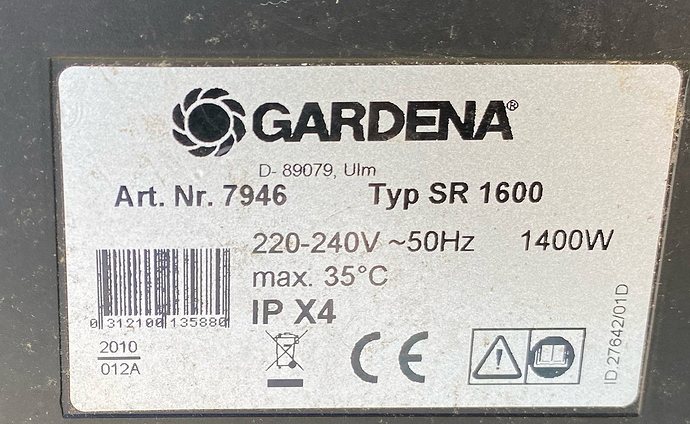 GARDENA®
D- 89079, Ulm
Art. Nr. 7946 Typ SR 1600
220-240V ~50Hz 1400W
max. 35°C
IP X4
0 312100 135880
2010
012A
CE
ID 27642/01D